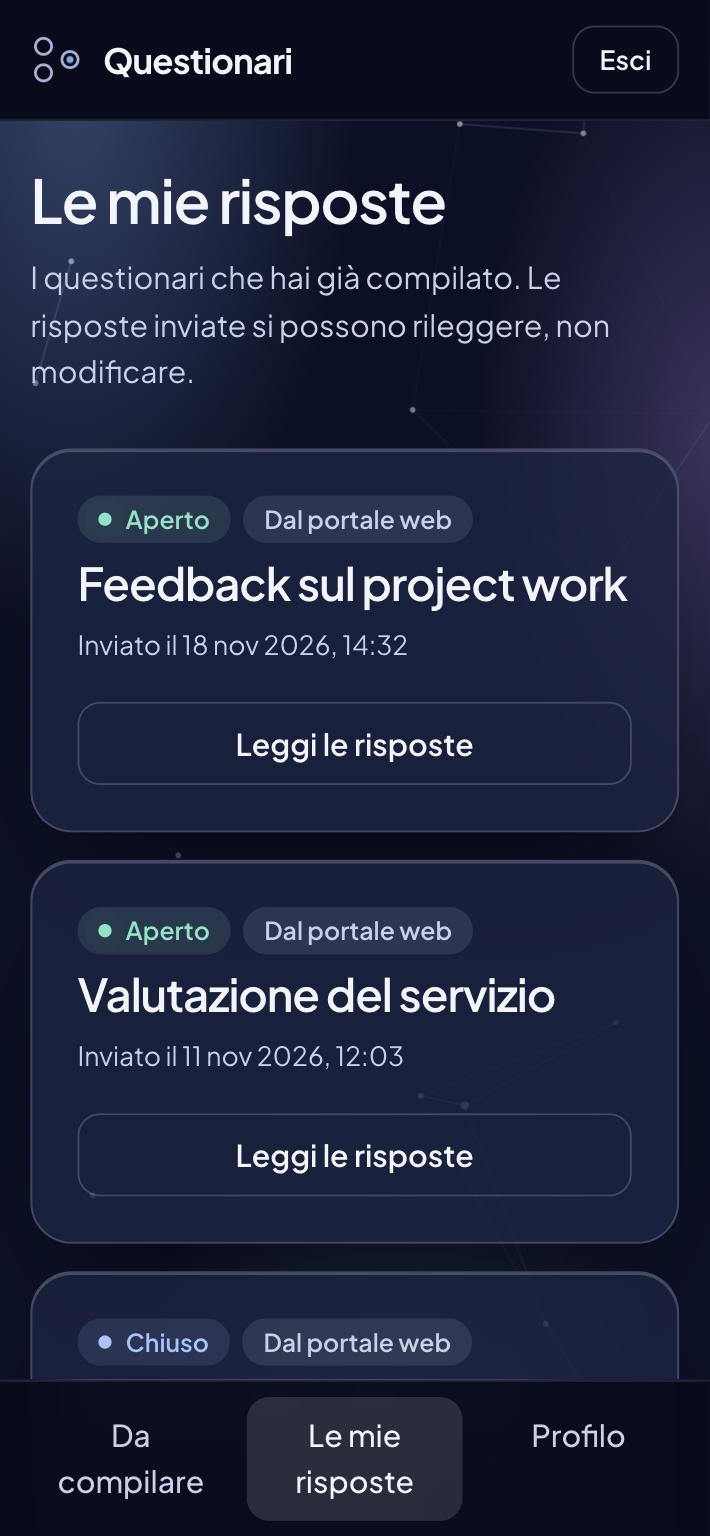 Questionari
Esci
Le mie risposte
I questionari che hai già compilato. Le
risposte inviate si possono rileggere, non
modificare.
Aperto
Dal portale web
Feedback sul project work
Inviato il 18 nov 2026, 14:32
Leggi le risposte
Aperto
Dal portale web
Valutazione del servizio
Inviato il 11 nov 2026, 12:03
Leggi le risposte
Chiuso
Dal portale web
Da
compilare
Le mie
risposte
Profilo